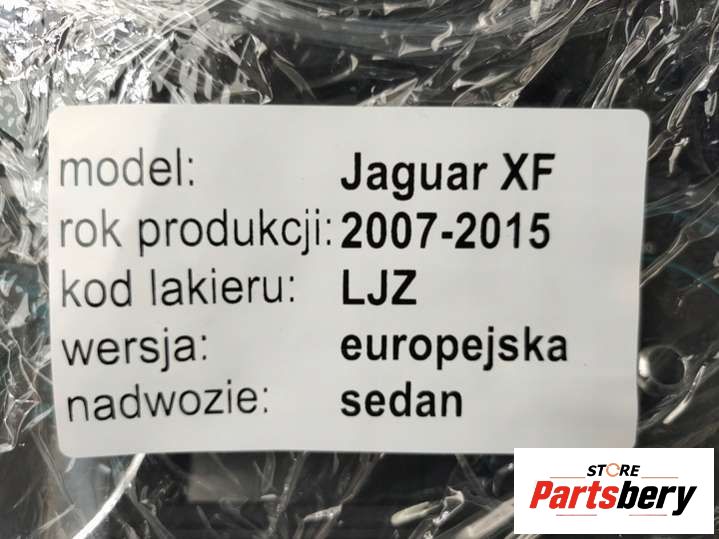 model: Jaguar XF
rok produkcji: 2007-2015
kod lakieru: LJZ
wersja: europejska
nadwozie: sedan
STORE
Partsbery